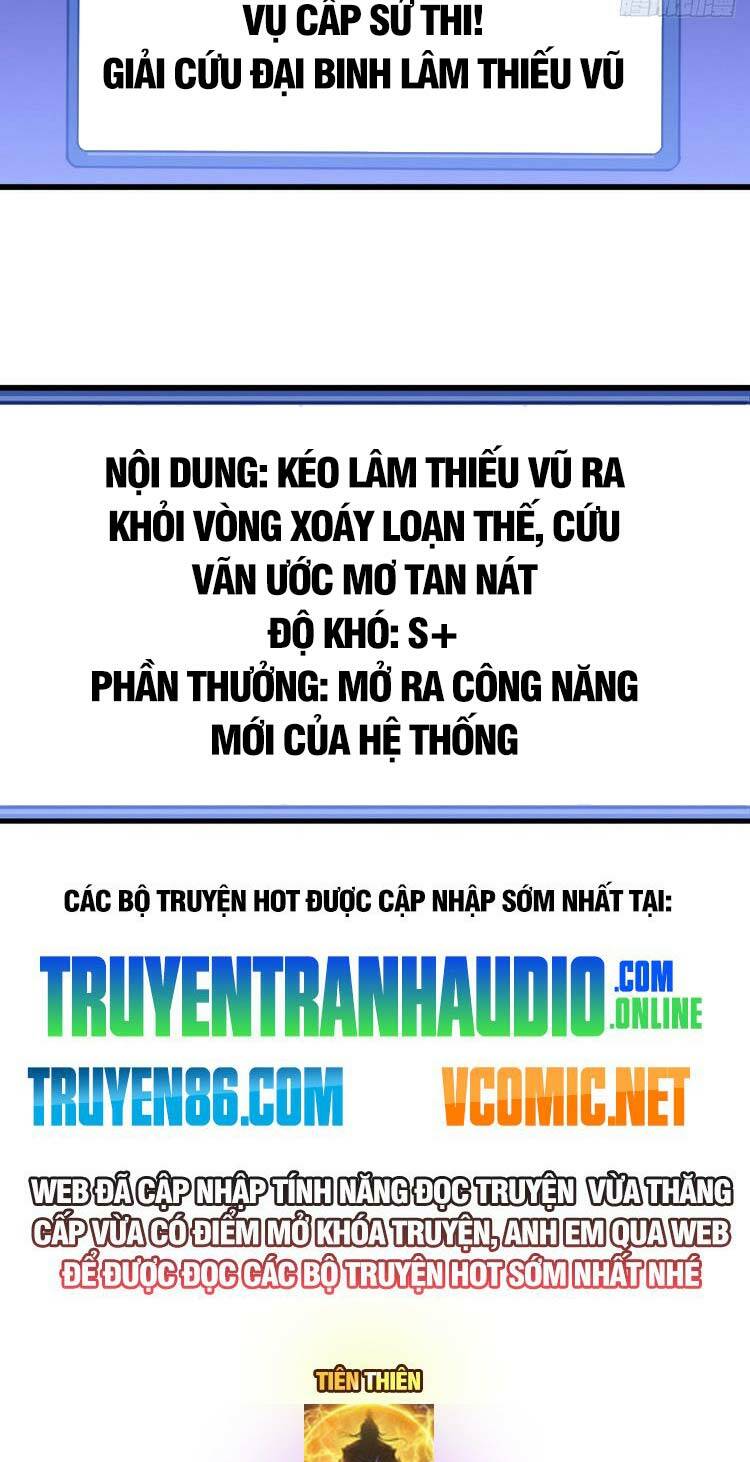 VỤ CẤP SỬ THI!
GIẢI CỨU ĐẠI BINH LÂM THIẾU VŨ
NỘI DUNG: KÉO LÂM THIẾU VŨ RA
KHỎI VÒNG XOÁY LOẠN THẾ, CỨU
VÃN ƯỚC MƠ TAN NÁT
ĐỘ KHÓ: S+
PHẦN THƯỞNG: MỞ RA CÔNG NĂNG
MỚI CỦA HỆ THỐNG
CÁC BỘ TRUYỆN HOT ĐƯỢC CẬP NHẬP SỚM NHẤT TẠI:
TRUYENTRANHAUDIO.COM
.ONLINE
TRUYEN86.COM VCOMIC.NET
WEB ĐÃ CẬP NHẬP TÍNH NĂNG ĐỌC TRUYỆN VỪA THĂNG
CẤP VỪA CÓ ĐIỂM MỞ KHÓA TRUYỆN, ANH EM QUA WEB
ĐỂ ĐƯỢC ĐỌC CÁC BỘ TRUYỆN HOT SỚM NHẤT NHÉ
TIÊN THIÊN